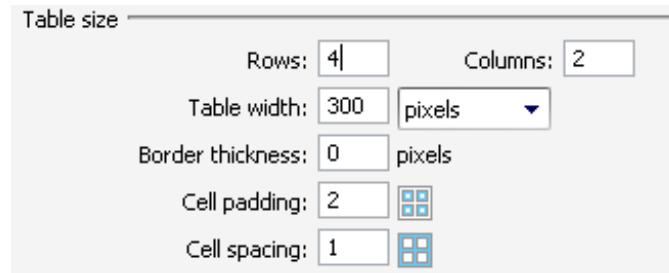 Table size
Rows: 4 Columns: 2
Table width: 300 pixels
Border thickness: 0 pixels
Cell padding: 2
Cell spacing: 1